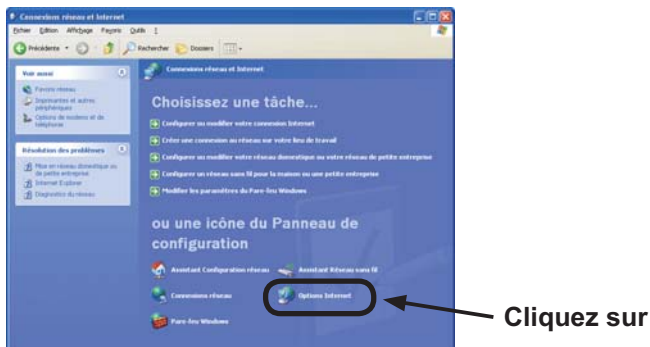 Connexions réseau et Internet
Fichier Edition Affichage Favoris Outils ?
Précédente Rechercher Dossiers
Connexions réseau et Internet
Voir aussi
Favoris réseau
Imprimantes et autres
périphériques
Options de modems et de
téléphonie
Résolution des problèmes
Mise en réseau domestique ou
de petite entreprise
Internet Explorer
Diagnostics du réseau
Choisissez une tâche...
Configurer ou modifier votre connexion Internet
Créer une connexion au réseau sur votre lieu de travail
Configurer ou modifier votre réseau domestique ou votre réseau de petite entreprise
Configurer un réseau sans fil pour la maison ou une petite entreprise
Modifier les paramètres du Pare-feu Windows
ou une icône du Panneau de
configuration
Assistant Configuration réseau
Assistant Réseau sans fil
Connexions réseau
Options Internet
Pare-feu Windows
Cliquez sur